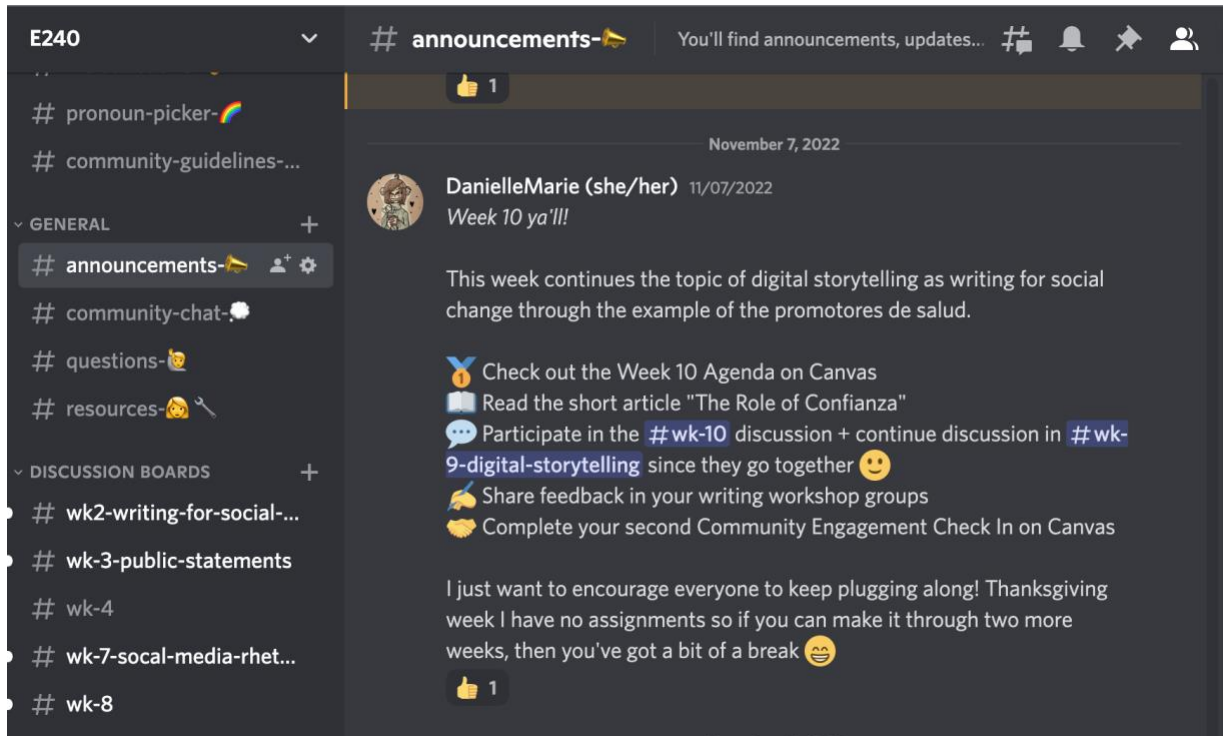 E240
# pronoun-picker-🌈
# community-guidelines-...
GENERAL
# announcements-📣
# community-chat-💭
# questions-🙋
# resources-👩‍🔧
DISCUSSION BOARDS
# wk2-writing-for-social-...
# wk-3-public-statements
# wk-4
# wk-7-socal-media-rhet...
# wk-8
# announcements-📣
You'll find announcements, updates...
👍 1
November 7, 2022
DanielleMarie (she/her) 11/07/2022
Week 10 ya'll!
This week continues the topic of digital storytelling as writing for social
change through the example of the promotores de salud.
🥇 Check out the Week 10 Agenda on Canvas
📖 Read the short article "The Role of Confianza"
💬 Participate in the #wk-10 discussion + continue discussion in #wk-
9-digital-storytelling since they go together 🙂
✍️ Share feedback in your writing workshop groups
🤝 Complete your second Community Engagement Check In on Canvas
I just want to encourage everyone to keep plugging along! Thanksgiving
week I have no assignments so if you can make it through two more
weeks, then you've got a bit of a break 😁
👍 1